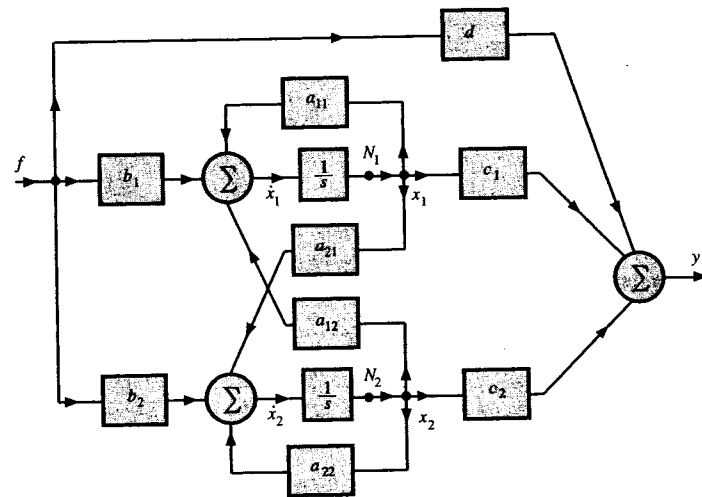 d
a₁₁
f
b₁
Σ
ẋ₁
1/s
N₁
x₁
c₁
a₂₁
y
Σ
a₁₂
b₂
Σ
ẋ₂
1/s
N₂
x₂
c₂
a₂₂